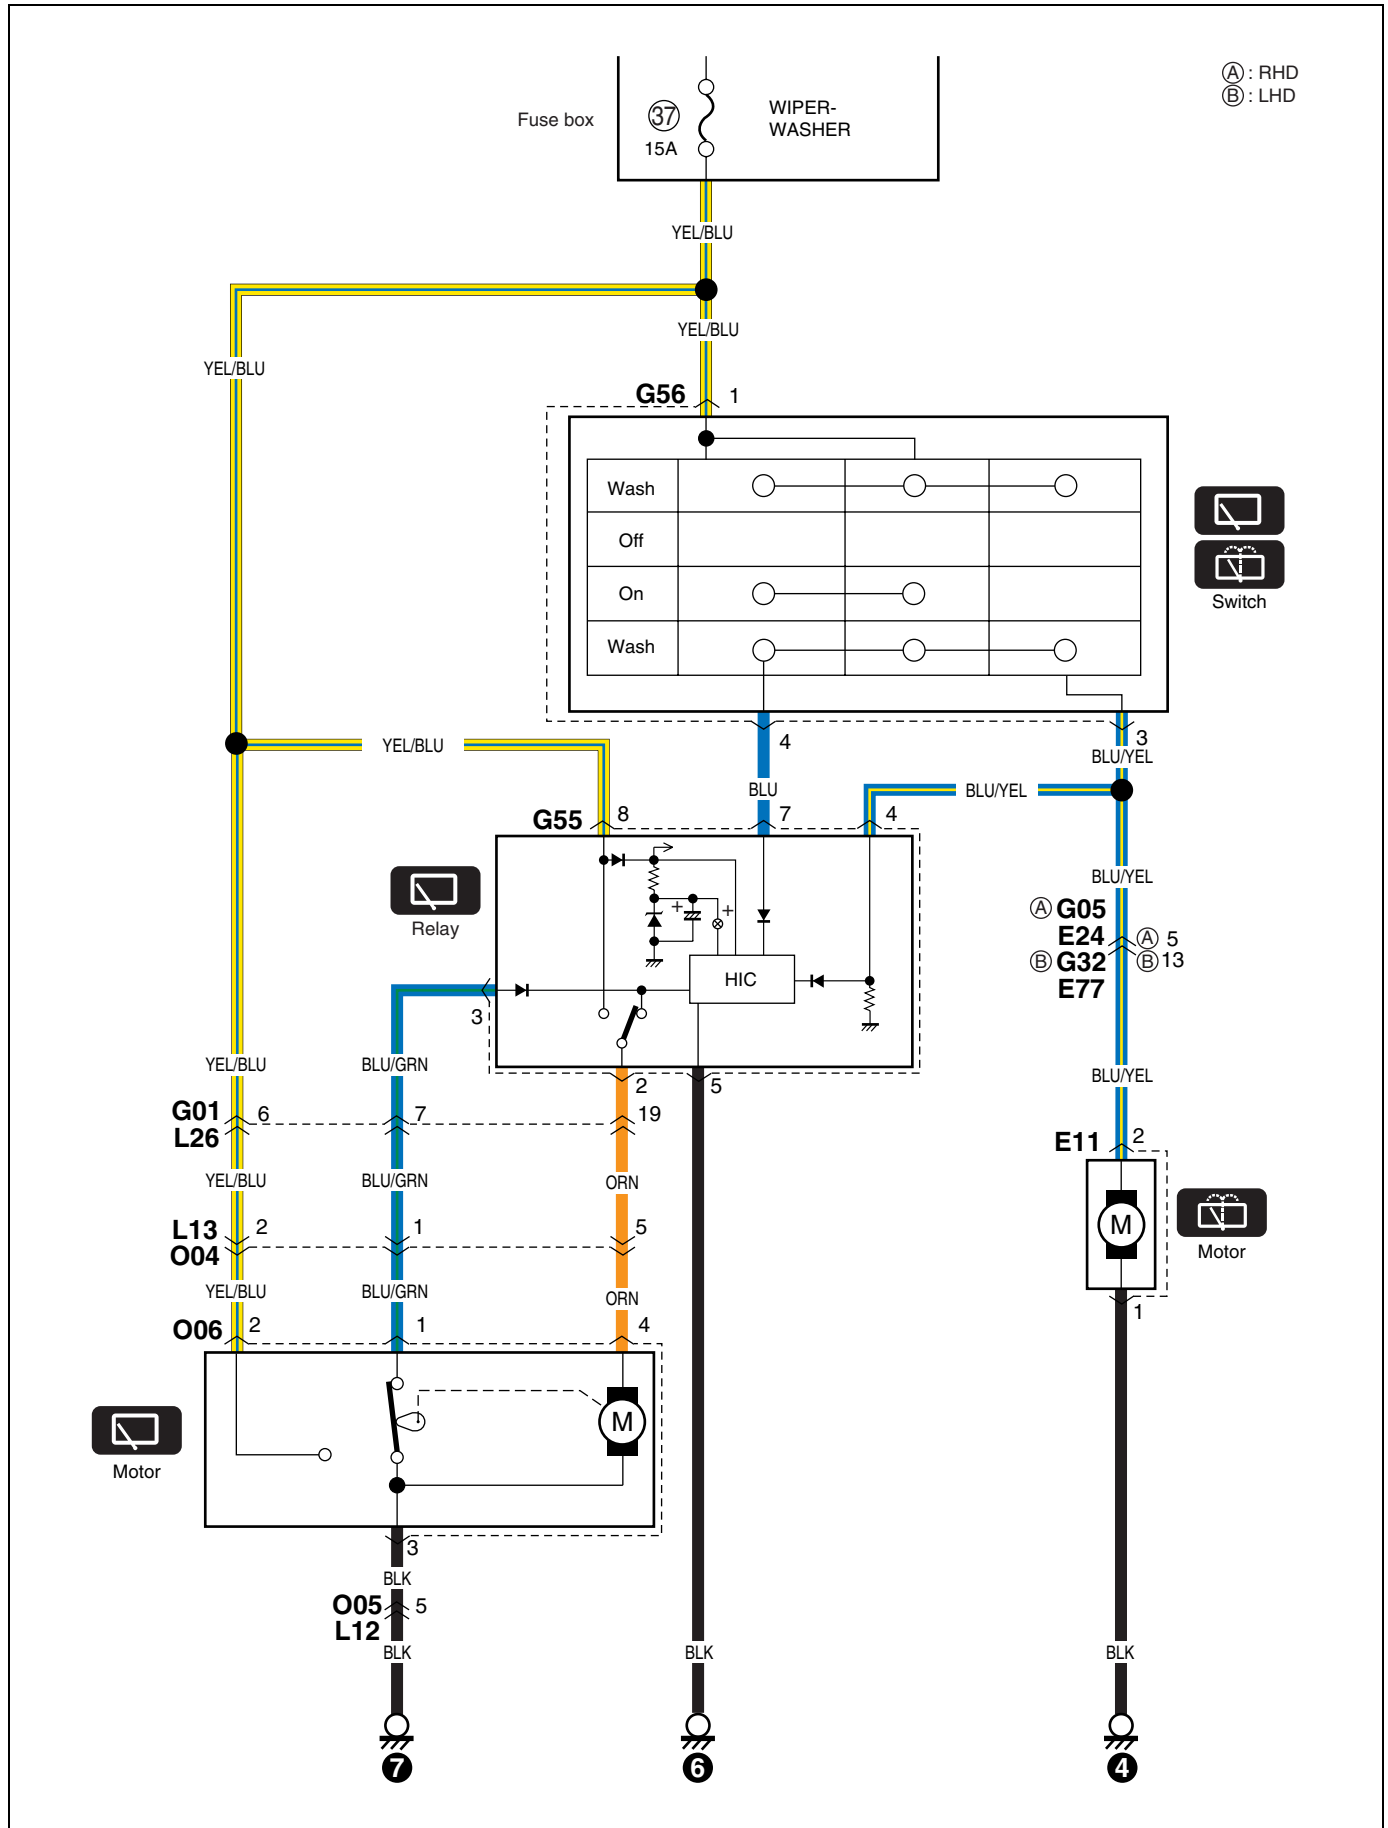 Ⓐ : RHD
Ⓑ : LHD
Fuse box
37
15A
WIPER-
WASHER
YEL/BLU
YEL/BLU
YEL/BLU
G56 1
Wash
Off
On
Wash
Switch
4
3
YEL/BLU
BLU/YEL
BLU
BLU/YEL
G55 8
7
4
Relay
+
+
HIC
BLU/YEL
Ⓐ G05
E24
Ⓐ 5
Ⓑ G32
Ⓑ 13
E77
3
2
5
YEL/BLU
BLU/GRN
BLU/YEL
G01 6
7
19
L26
E11 2
YEL/BLU
BLU/GRN
ORN
M
Motor
L13 2
1
5
O04
YEL/BLU
BLU/GRN
ORN
1
O06 2
1
4
M
Motor
3
BLK
O05 5
L12
BLK
BLK
BLK
7
6
4